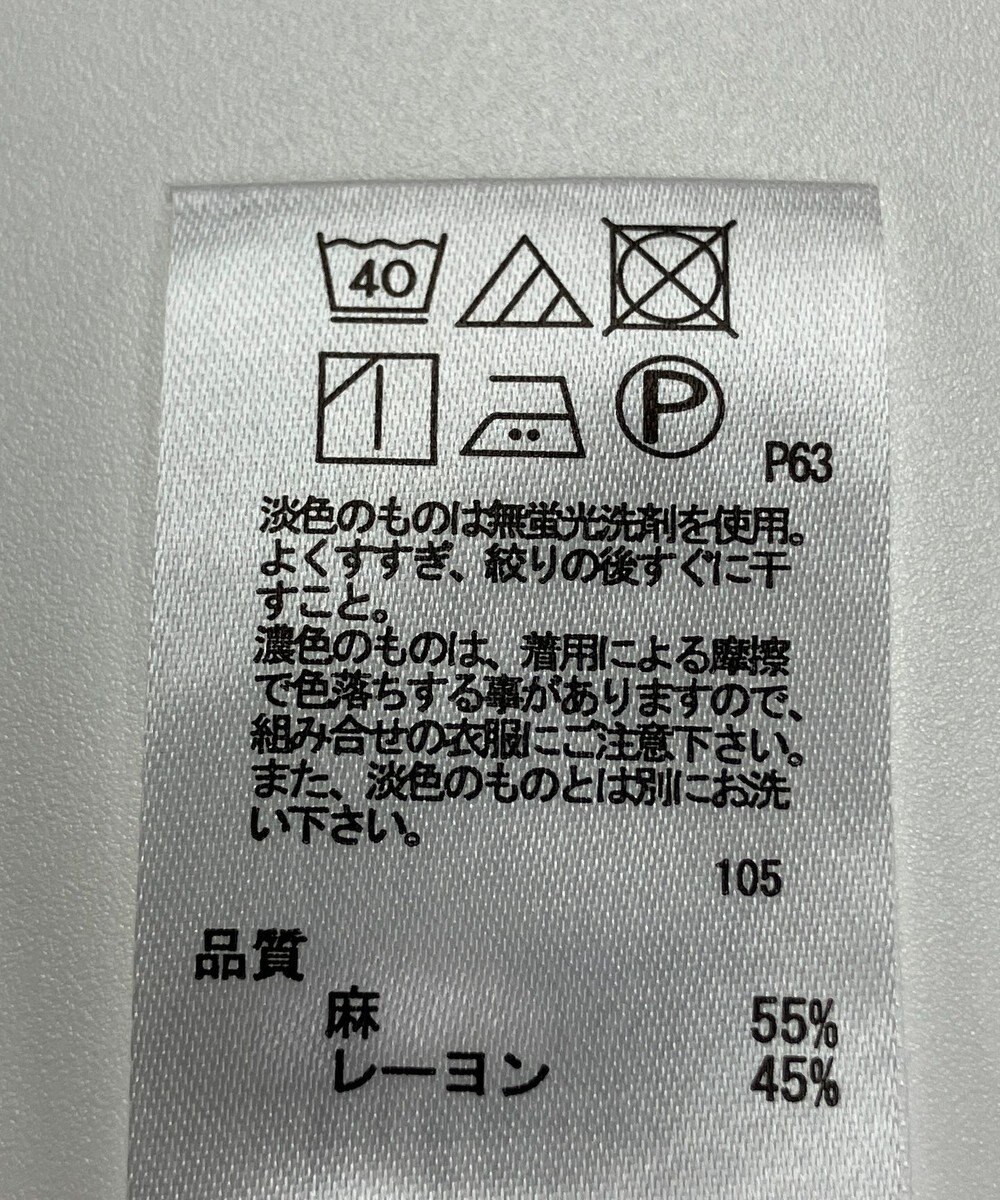 40
P
P63
淡色のものは無蛍光洗剤を使用。
よくすすぎ、絞りの後すぐに干
すこと。
濃色のものは、着用による摩擦
で色落ちする事がありますので、
組み合せの衣服にご注意下さい。
また、淡色のものとは別にお洗
い下さい。
105
品質
麻 55%
レーヨン 45%